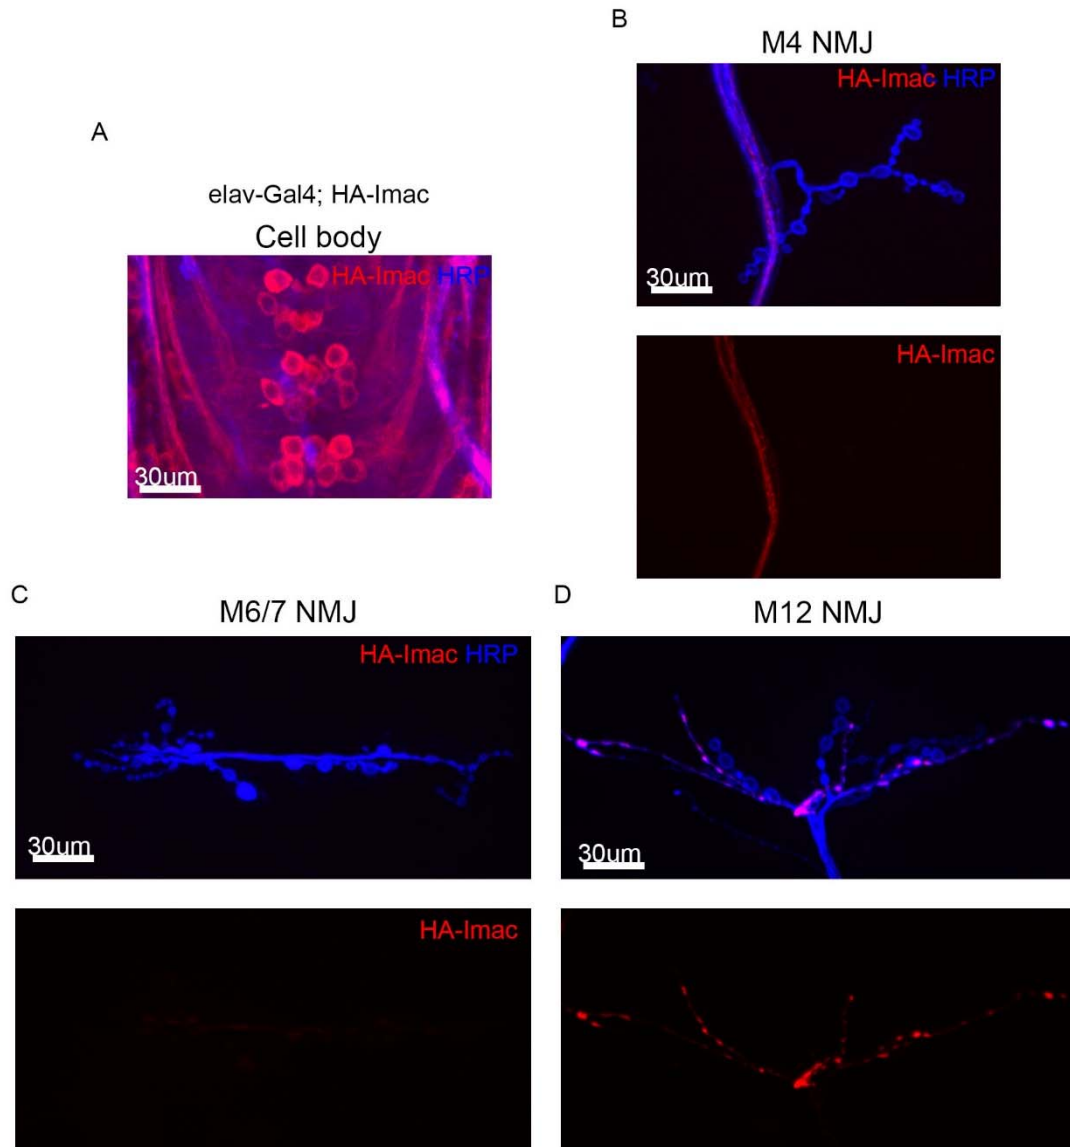 A
elav-Gal4; HA-Imac
Cell body
HA-Imac HRP
30um
B
M4 NMJ
HA-Imac HRP
30um
HA-Imac
C
M6/7 NMJ
HA-Imac HRP
30um
HA-Imac
D
M12 NMJ
30um